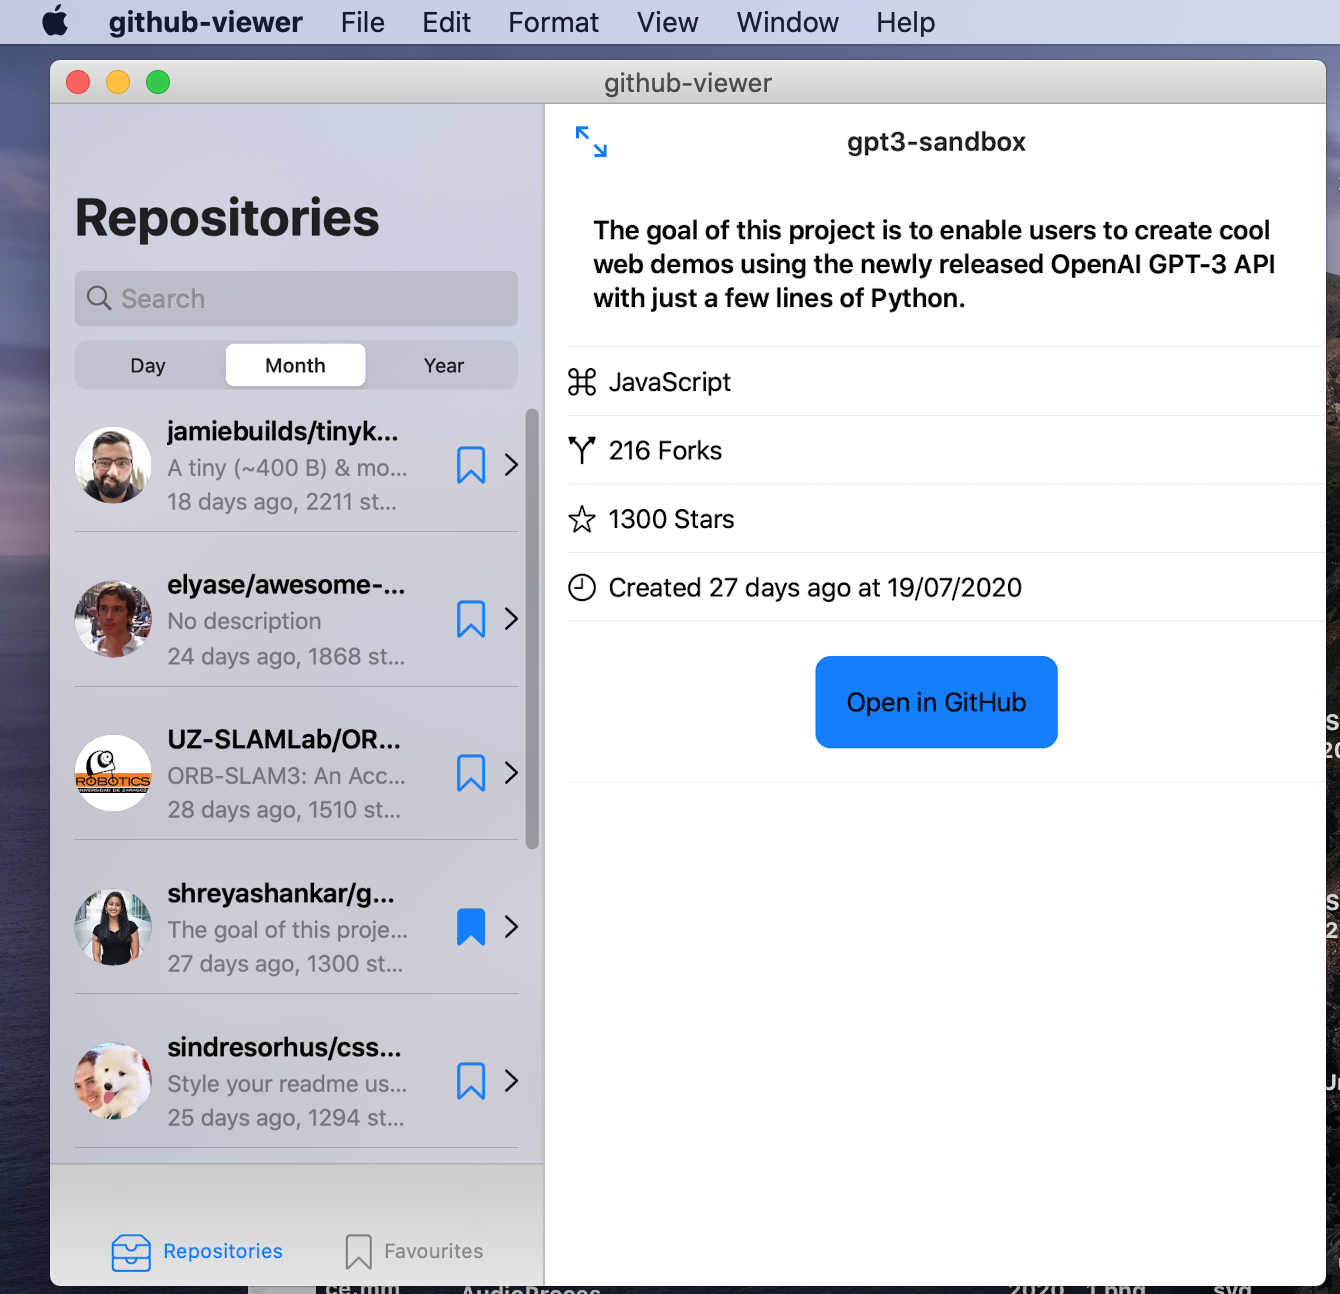 github-viewer File Edit Format View Window Help
github-viewer
Repositories
Search
Day Month Year
jamiebuilds/tinyk...
A tiny (~400 B) & mo...
18 days ago, 2211 st...
elyase/awesome-...
No description
24 days ago, 1868 st...
ROBOTICS
UNIVERSIDAD DE ZARAGOZA
UZ-SLAMLab/OR...
ORB-SLAM3: An Acc...
28 days ago, 1510 st...
shreyashankar/g...
The goal of this proje...
27 days ago, 1300 st...
sindresorhus/css...
Style your readme us...
25 days ago, 1294 st...
Repositories Favourites
gpt3-sandbox
The goal of this project is to enable users to create cool
web demos using the newly released OpenAI GPT-3 API
with just a few lines of Python.
JavaScript
216 Forks
1300 Stars
Created 27 days ago at 19/07/2020
Open in GitHub